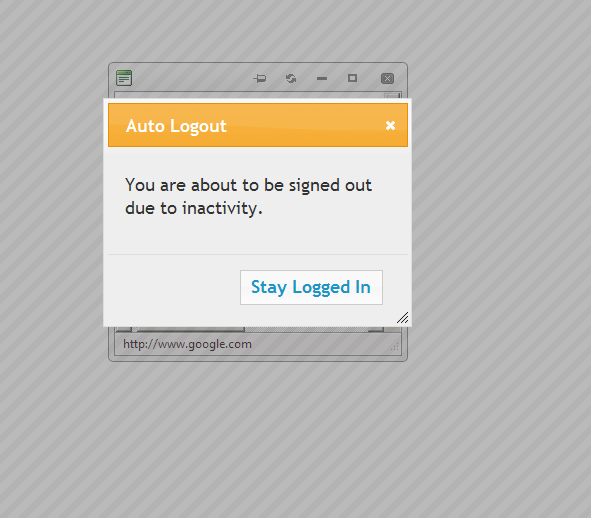 Auto Logout
You are about to be signed out
due to inactivity.
Stay Logged In
http://www.google.com